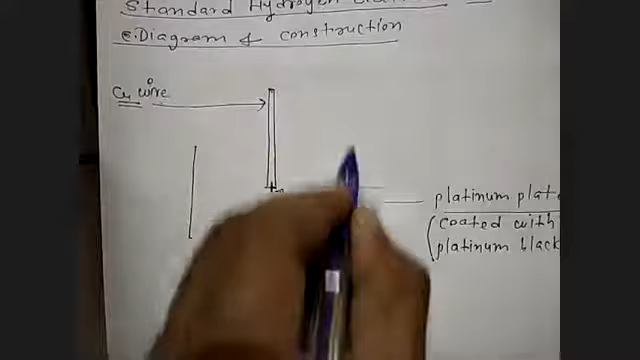 Standard Hydrogen
e.Diagram & construction
Cu wire
platinum plate
(coated with
platinum black